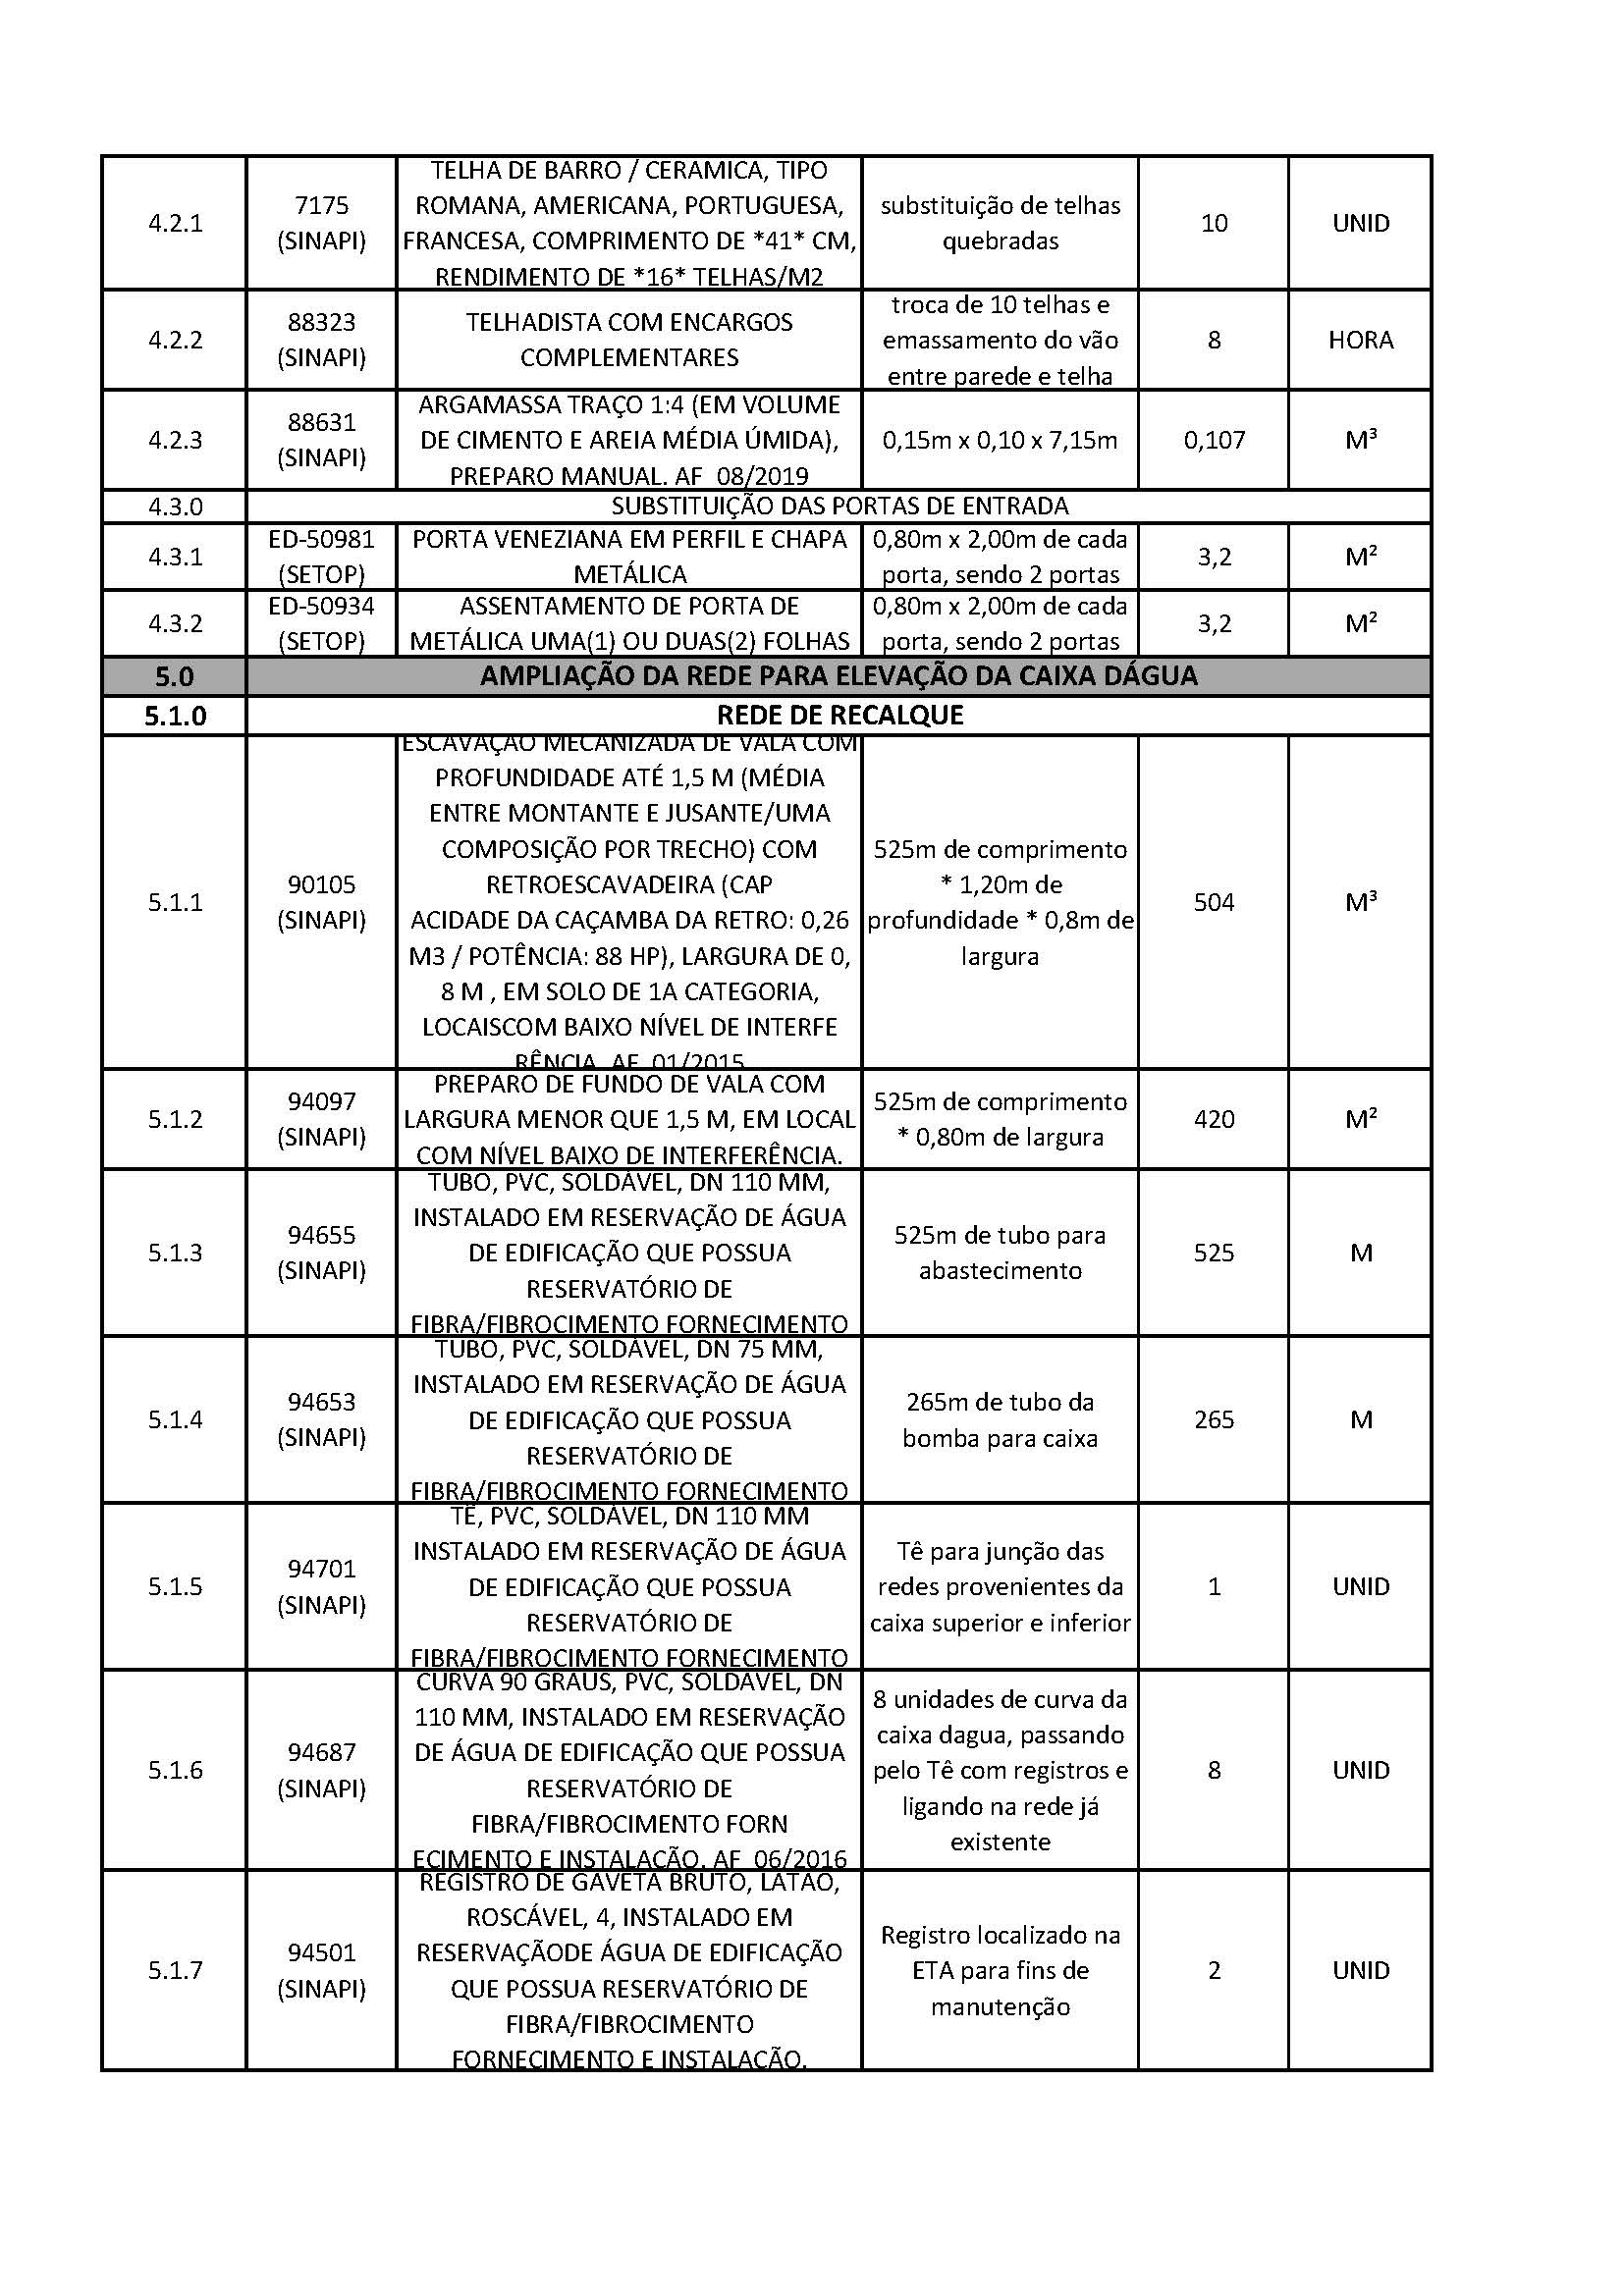 4.2.1
7175
(SINAPI)
TELHA DE BARRO / CERAMICA, TIPO
ROMANA, AMERICANA, PORTUGUESA,
FRANCESA, COMPRIMENTO DE *41* CM,
RENDIMENTO DE *16* TELHAS/M2
substituição de telhas
quebradas
10
UNID
4.2.2
88323
(SINAPI)
TELHADISTA COM ENCARGOS
COMPLEMENTARES
troca de 10 telhas e
emassamento do vão
entre parede e telha
8
HORA
4.2.3
88631
(SINAPI)
ARGAMASSA TRAÇO 1:4 (EM VOLUME
DE CIMENTO E AREIA MÉDIA ÚMIDA),
PREPARO MANUAL. AF_08/2019
0,15m x 0,10 x 7,15m
0,107
M³
4.3.0
SUBSTITUIÇÃO DAS PORTAS DE ENTRADA
4.3.1
ED-50981
(SETOP)
PORTA VENEZIANA EM PERFIL E CHAPA
METÁLICA
0,80m x 2,00m de cada
porta, sendo 2 portas
3,2
M²
4.3.2
ED-50934
(SETOP)
ASSENTAMENTO DE PORTA DE
METÁLICA UMA(1) OU DUAS(2) FOLHAS
0,80m x 2,00m de cada
porta, sendo 2 portas
3,2
M²
5.0
AMPLIAÇÃO DA REDE PARA ELEVAÇÃO DA CAIXA DÁGUA
5.1.0
REDE DE RECALQUE
5.1.1
90105
(SINAPI)
ESCAVAÇÃO MECANIZADA DE VALA COM
PROFUNDIDADE ATÉ 1,5 M (MÉDIA
ENTRE MONTANTE E JUSANTE/UMA
COMPOSIÇÃO POR TRECHO) COM
RETROESCAVADEIRA (CAP
ACIDADE DA CAÇAMBA DA RETRO: 0,26
M3 / POTÊNCIA: 88 HP), LARGURA DE 0,
8 M , EM SOLO DE 1A CATEGORIA,
LOCAISCOM BAIXO NÍVEL DE INTERFE
RÊNCIA. AF_01/2015
525m de comprimento
* 1,20m de
profundidade * 0,8m de
largura
504
M³
5.1.2
94097
(SINAPI)
PREPARO DE FUNDO DE VALA COM
LARGURA MENOR QUE 1,5 M, EM LOCAL
COM NÍVEL BAIXO DE INTERFERÊNCIA.
525m de comprimento
* 0,80m de largura
420
M²
5.1.3
94655
(SINAPI)
TUBO, PVC, SOLDÁVEL, DN 110 MM,
INSTALADO EM RESERVAÇÃO DE ÁGUA
DE EDIFICAÇÃO QUE POSSUA
RESERVATÓRIO DE
FIBRA/FIBROCIMENTO FORNECIMENTO
525m de tubo para
abastecimento
525
M
5.1.4
94653
(SINAPI)
TUBO, PVC, SOLDÁVEL, DN 75 MM,
INSTALADO EM RESERVAÇÃO DE ÁGUA
DE EDIFICAÇÃO QUE POSSUA
RESERVATÓRIO DE
FIBRA/FIBROCIMENTO FORNECIMENTO
265m de tubo da
bomba para caixa
265
M
5.1.5
94701
(SINAPI)
TÊ, PVC, SOLDÁVEL, DN 110 MM
INSTALADO EM RESERVAÇÃO DE ÁGUA
DE EDIFICAÇÃO QUE POSSUA
RESERVATÓRIO DE
FIBRA/FIBROCIMENTO FORNECIMENTO
Tê para junção das
redes provenientes da
caixa superior e inferior
1
UNID
5.1.6
94687
(SINAPI)
CURVA 90 GRAUS, PVC, SOLDÁVEL, DN
110 MM, INSTALADO EM RESERVAÇÃO
DE ÁGUA DE EDIFICAÇÃO QUE POSSUA
RESERVATÓRIO DE
FIBRA/FIBROCIMENTO FORN
ECIMENTO E INSTALAÇÃO. AF_06/2016
8 unidades de curva da
caixa dagua, passando
pelo Tê com registros e
ligando na rede já
existente
8
UNID
5.1.7
94501
(SINAPI)
REGISTRO DE GAVETA BRUTO, LATÃO,
ROSCÁVEL, 4, INSTALADO EM
RESERVAÇÃODE ÁGUA DE EDIFICAÇÃO
QUE POSSUA RESERVATÓRIO DE
FIBRA/FIBROCIMENTO
FORNECIMENTO E INSTALAÇÃO.
Registro localizado na
ETA para fins de
manutenção
2
UNID